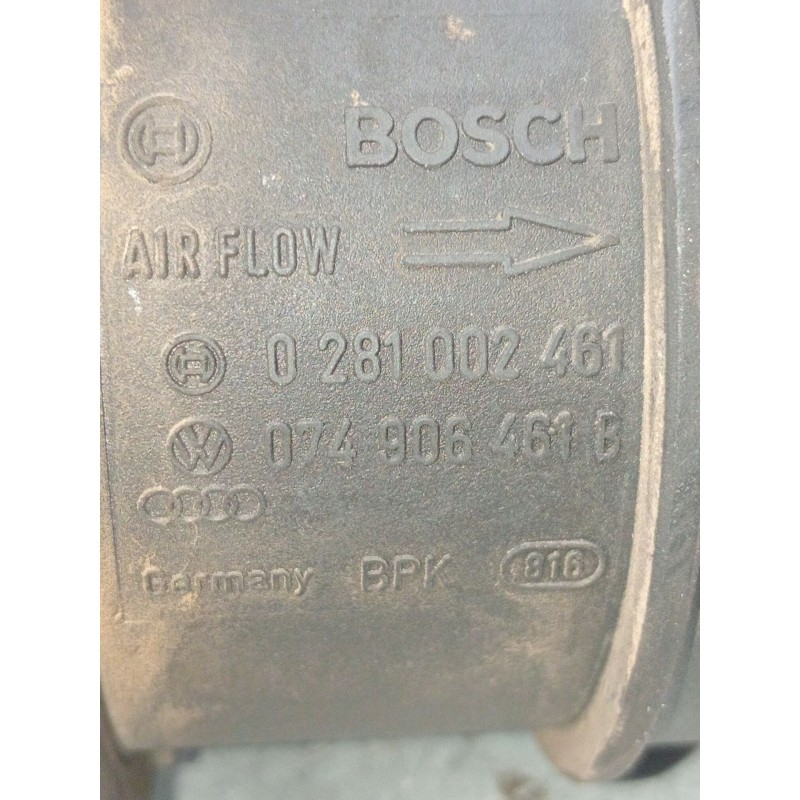 BOSCH
AIR FLOW
0 281 002 461
074 906 461 B
Germany BPK 816